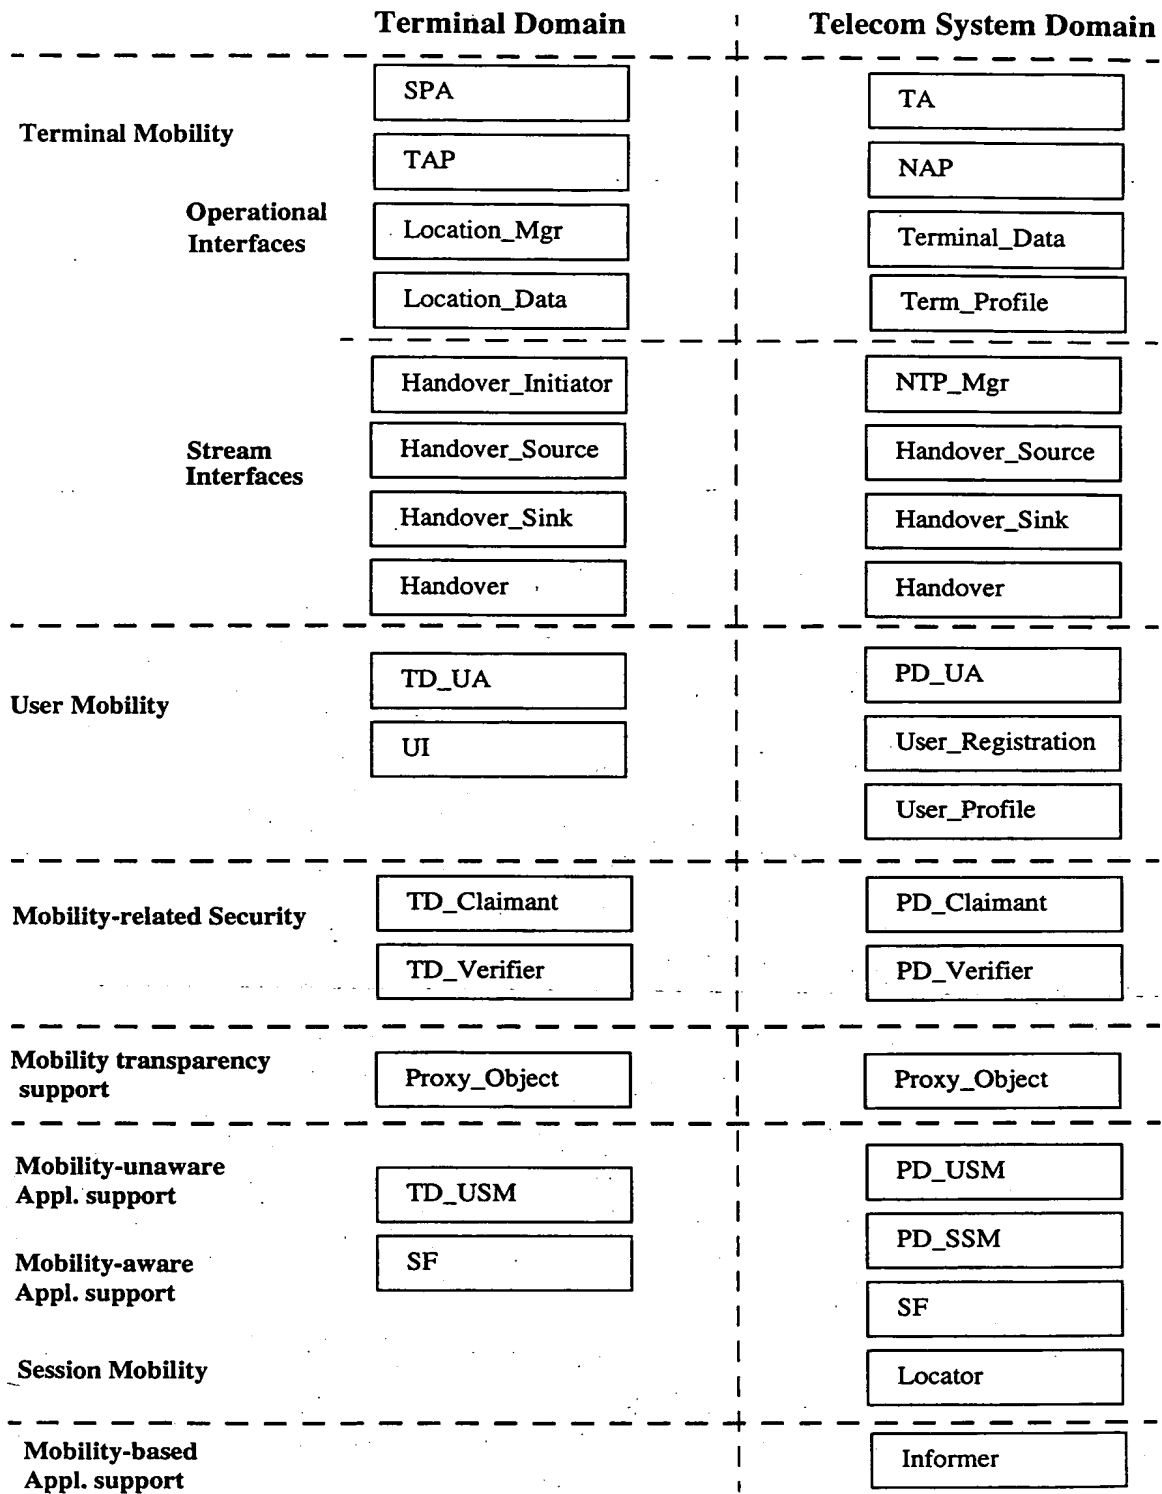 Terminal Domain
Telecom System Domain
SPA
TA
Terminal Mobility
TAP
NAP
Operational
Interfaces
Location_Mgr
Terminal_Data
Location_Data
Term_Profile
Handover_Initiator
NTP_Mgr
Stream
Interfaces
Handover_Source
Handover_Source
Handover_Sink
Handover_Sink
Handover
Handover
User Mobility
TD_UA
PD_UA
UI
User_Registration
User_Profile
Mobility-related Security
TD_Claimant
PD_Claimant
TD_Verifier
PD_Verifier
Mobility transparency
support
Proxy_Object
Proxy_Object
Mobility-unaware
Appl. support
TD_USM
PD_USM
Mobility-aware
Appl. support
SF
PD_SSM
SF
Session Mobility
Locator
Mobility-based
Appl. support
Informer